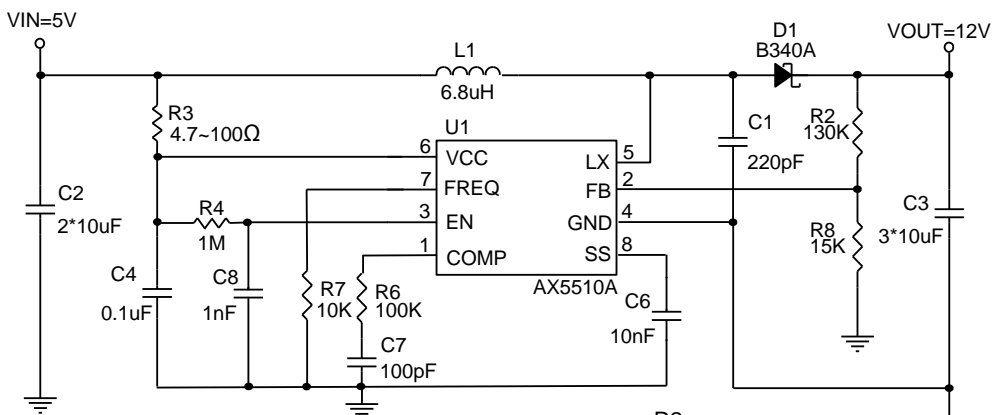 VIN=5V
D1
B340A
VOUT=12V
L1
6.8uH
R3
4.7~100Ω
U1
C1
220pF
R2
130K
6
VCC
LX
5
7
FREQ
FB
2
C2
2*10uF
R4
1M
3
EN
GND
4
C3
3*10uF
R8
15K
1
COMP
SS
8
AX5510A
C4
0.1uF
C8
1nF
R7
10K
R6
100K
C6
10nF
C7
100pF